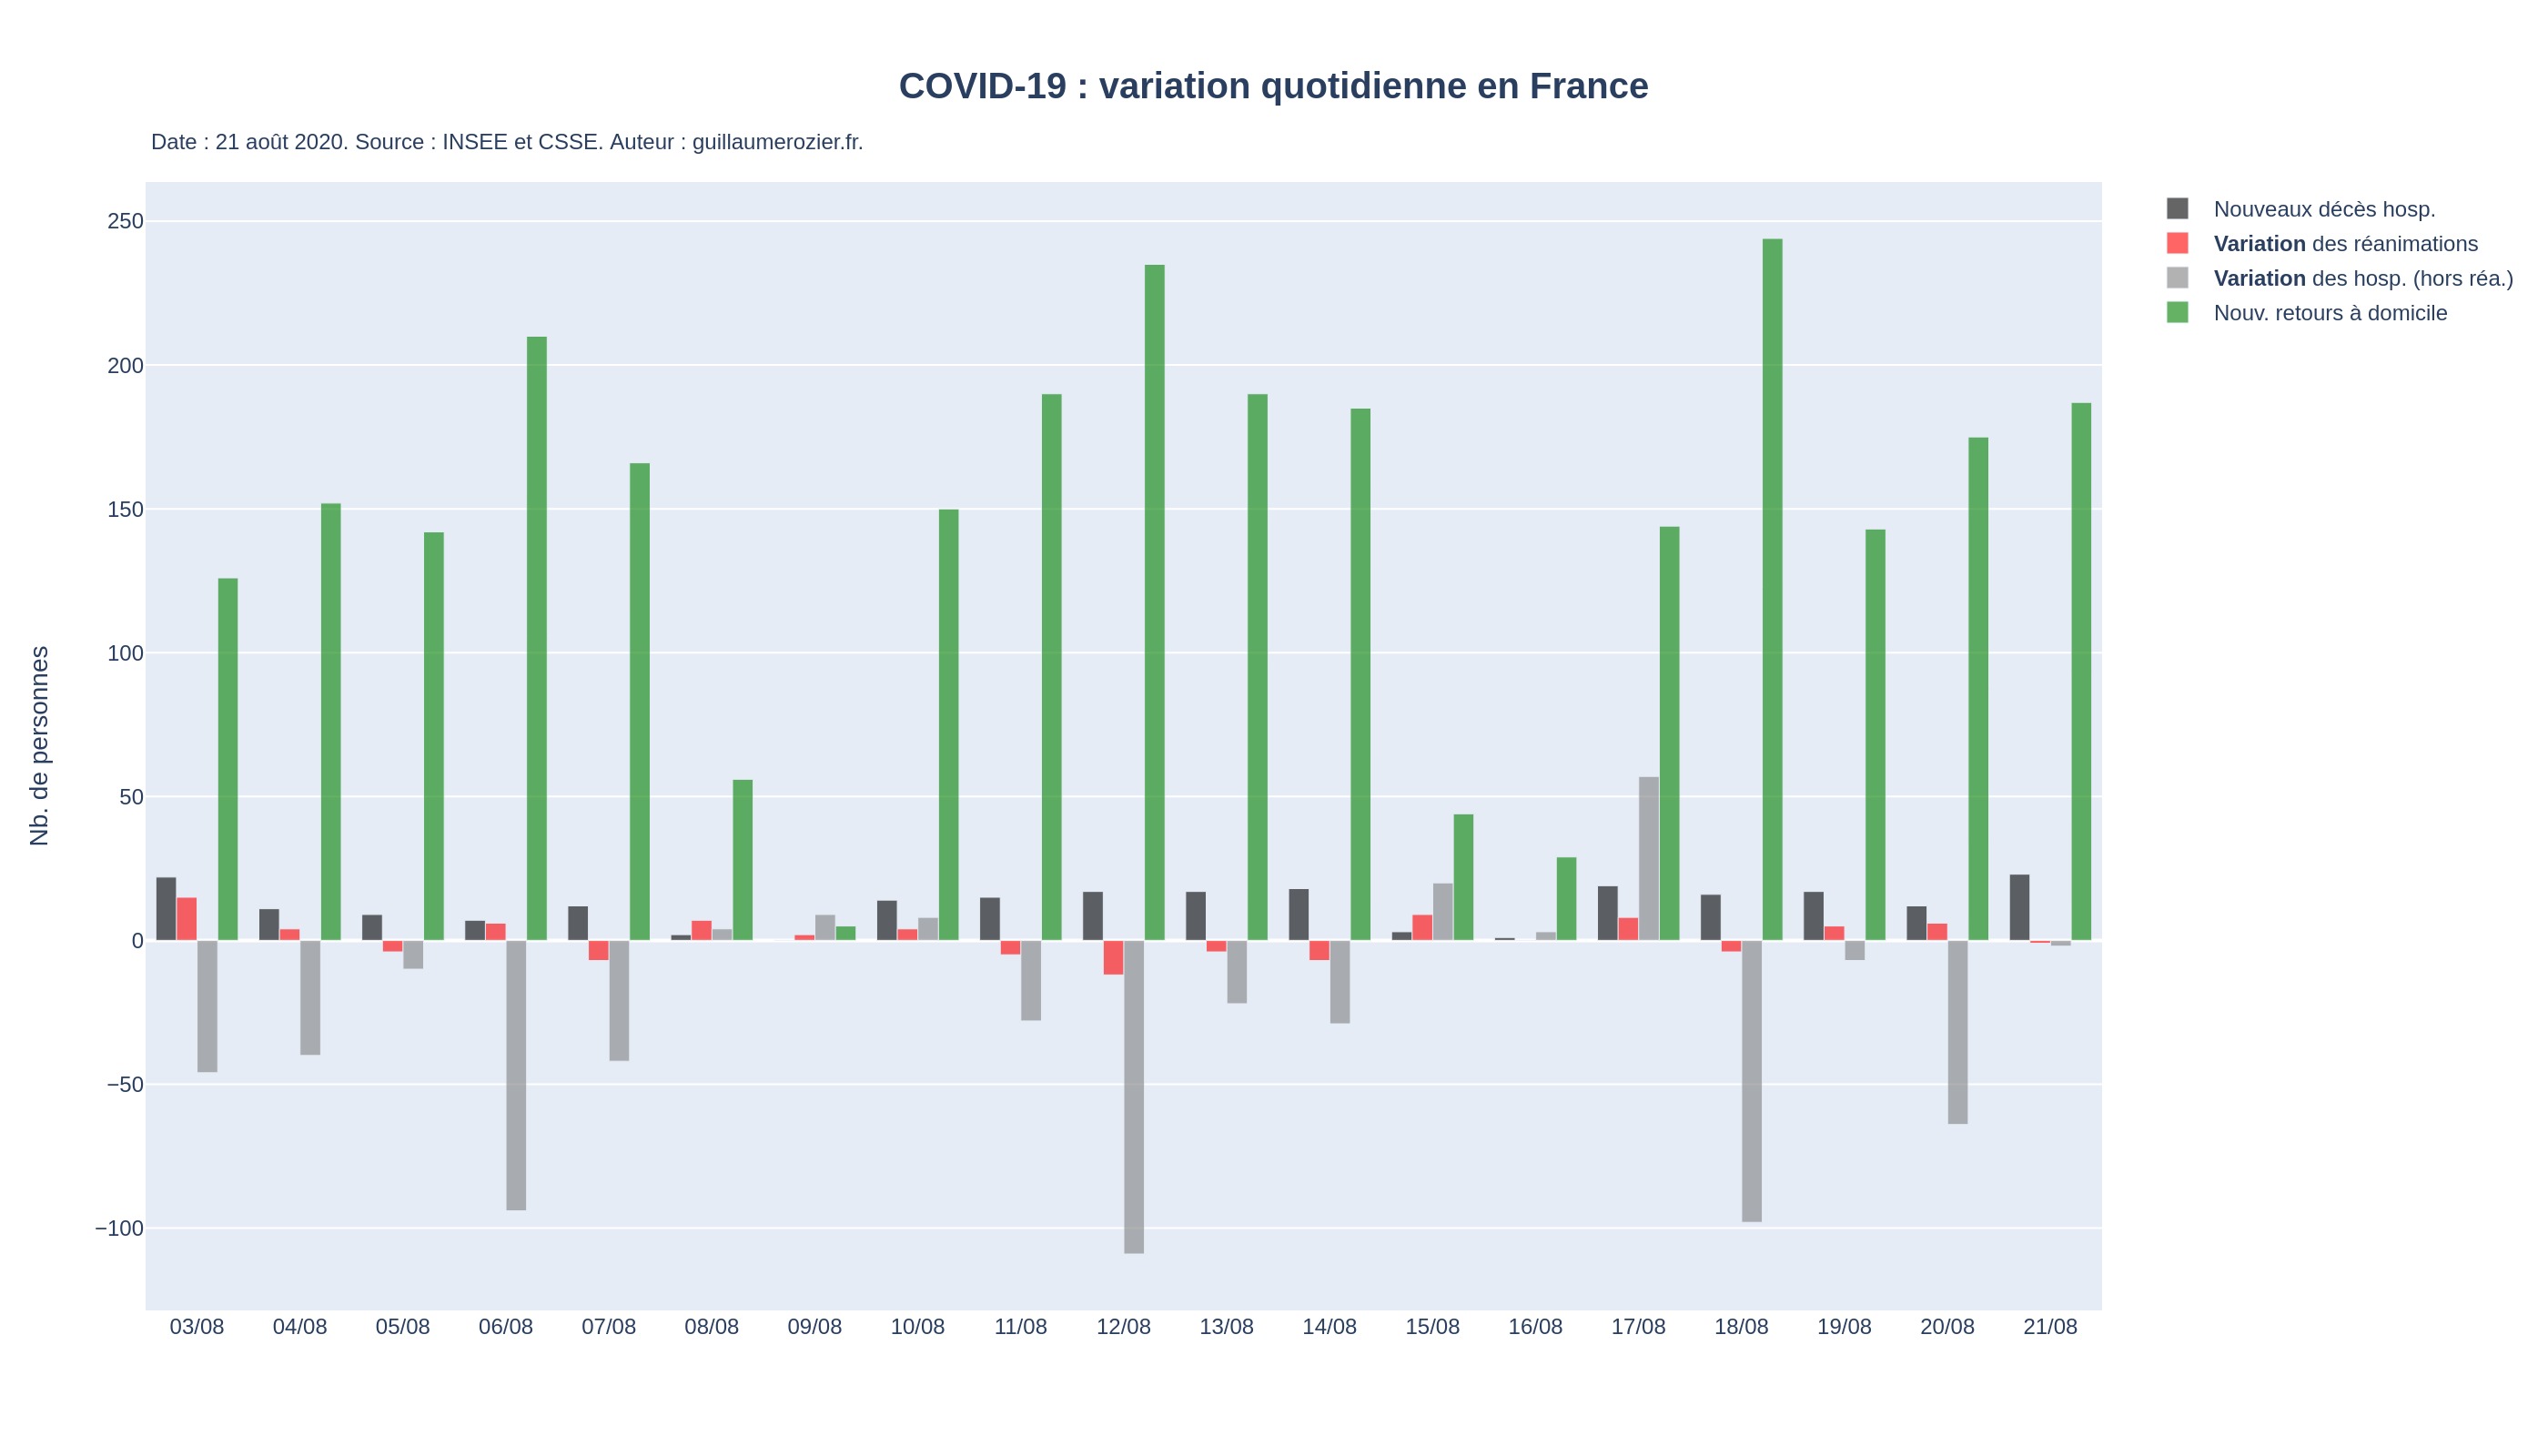 COVID-19 : variation quotidienne en France
Date : 21 août 2020. Source : INSEE et CSSE. Auteur : guillaumerozier.fr.
Nouveaux décès hosp.
Variation des réanimations
Variation des hosp. (hors réa.)
Nouv. retours à domicile
Nb. de personnes
250
200
150
100
50
0
−50
−100
03/08 04/08 05/08 06/08 07/08 08/08 09/08 10/08 11/08 12/08 13/08 14/08 15/08 16/08 17/08 18/08 19/08 20/08 21/08